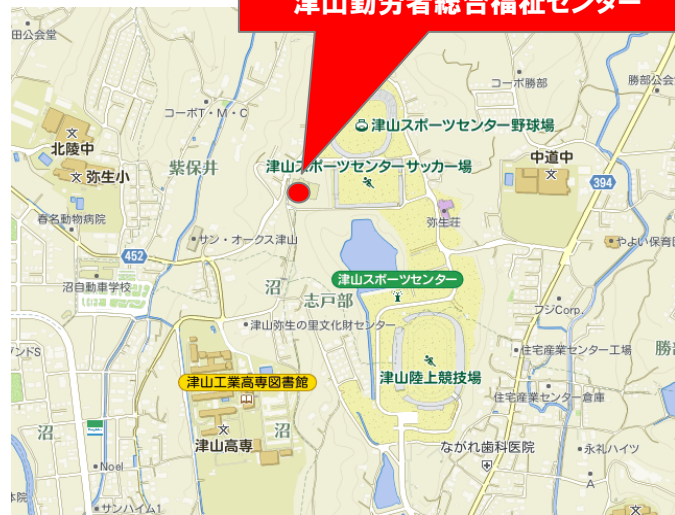 津山勤労者総合福祉センター
田公会堂
コーポ勝部
勝部公会
コーポT・M・C
津山スポーツセンター野球場
北陵中
紫保井
津山スポーツセンターサッカー場
中道中
弥生小
394
春名動物病院
弥生荘
サン・オークス津山
やよい保育園
452
沼自動車学校
沼
津山スポーツセンター
志戸部
フジCorp.
津山弥生の里文化財センター
ンドS
住宅産業センター工場
勝
津山工業高専図書館
津山陸上競技場
住宅産業センター倉庫
沼
津山高専
沼
ながれ歯科医院
永礼ハイツ
Noel
A
本院
サンハイム1